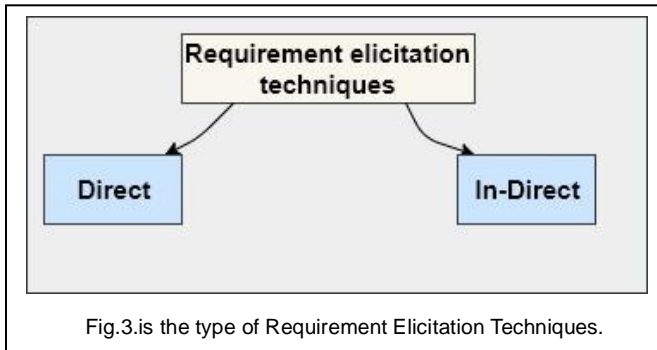 Requirement elicitation
techniques
Direct
In-Direct
Fig.3.is the type of Requirement Elicitation Techniques.